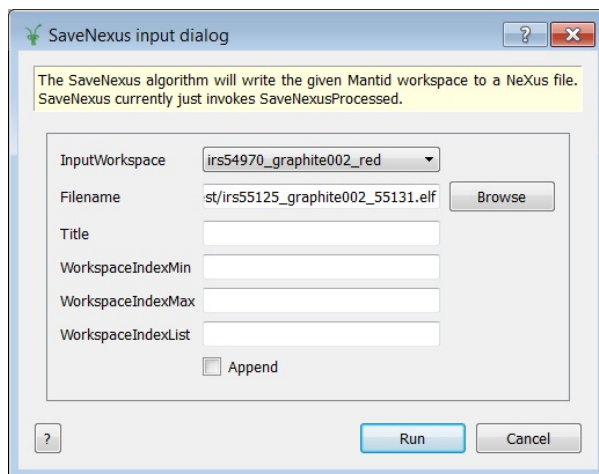 SaveNexus input dialog
?
The SaveNexus algorithm will write the given Mantid workspace to a NeXus file.
SaveNexus currently just invokes SaveNexusProcessed.
InputWorkspace irs54970_graphite002_red
Filename st/irs55125_graphite002_55131.elf Browse
Title
WorkspaceIndexMin
WorkspaceIndexMax
WorkspaceIndexList
Append
? Run Cancel